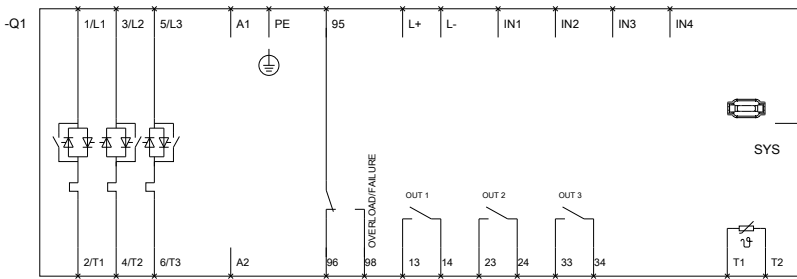 -Q1
1/L1 3/L2 5/L3 A1 PE 95 L+ L- IN1 IN2 IN3 IN4
SYS
OVERLOAD/FAILURE
OUT 1 OUT 2 OUT 3
ϑ
2/T1 4/T2 6/T3 A2 96 98 13 14 23 24 33 34 T1 T2